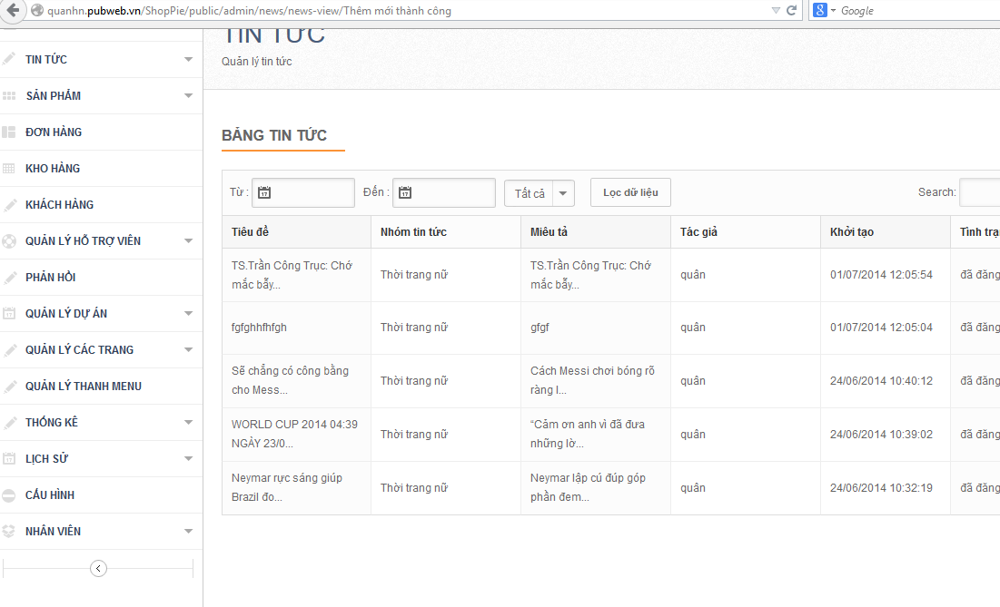 quanhn.pubweb.vn/ShopPie/public/admin/news/news-view/Thêm mới thành công
Google
TIN TỨC
Quản lý tin tức
TIN TỨC
SẢN PHẨM
ĐƠN HÀNG
KHO HÀNG
KHÁCH HÀNG
QUẢN LÝ HỖ TRỢ VIÊN
PHẢN HỒI
QUẢN LÝ DỰ ÁN
QUẢN LÝ CÁC TRANG
QUẢN LÝ THANH MENU
THỐNG KÊ
LỊCH SỬ
CẤU HÌNH
NHÂN VIÊN
BẢNG TIN TỨC
Từ : Đến : Tất cả Lọc dữ liệu Search:
Tiêu đề Nhóm tin tức Miêu tả Tác giả Khởi tạo Tình trạ
TS.Trần Công Trục: Chớ mắc bẫy... Thời trang nữ TS.Trần Công Trục: Chớ mắc bẫy... quân 01/07/2014 12:05:54 đã đăng
fgfghhfhfgh Thời trang nữ gfgf quân 01/07/2014 12:05:04 đã đăng
Sẽ chẳng có công bằng cho Mess... Thời trang nữ Cách Messi chơi bóng rõ ràng l... quân 24/06/2014 10:40:12 đã đăng
WORLD CUP 2014 04:39 NGÀY 23/0... Thời trang nữ “Cảm ơn anh vì đã đưa những lờ... quân 24/06/2014 10:39:02 đã đăng
Neymar rực sáng giúp Brazil đo... Thời trang nữ Neymar lập cú đúp góp phần đem... quân 24/06/2014 10:32:19 đã đăng